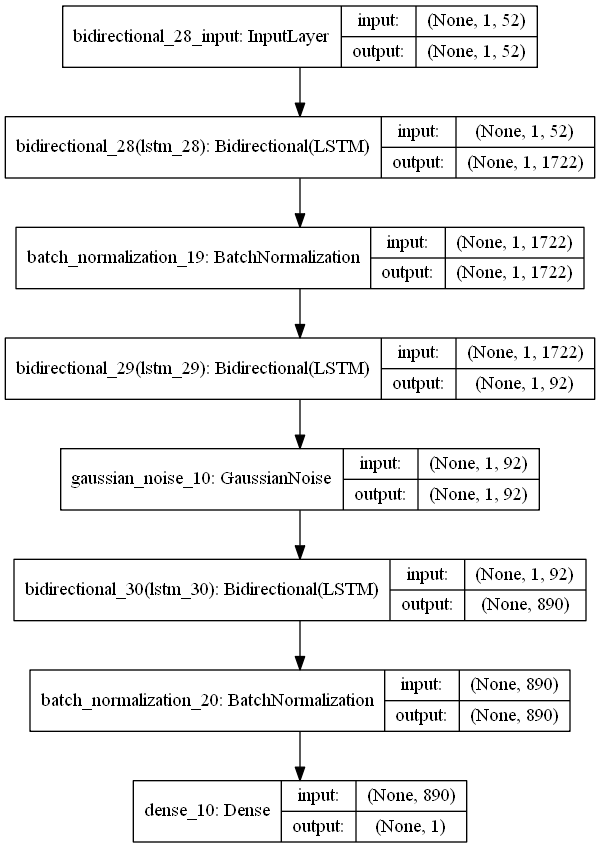 bidirectional_28_input: InputLayer
input: (None, 1, 52)
output: (None, 1, 52)
bidirectional_28(lstm_28): Bidirectional(LSTM)
input: (None, 1, 52)
output: (None, 1, 1722)
batch_normalization_19: BatchNormalization
input: (None, 1, 1722)
output: (None, 1, 1722)
bidirectional_29(lstm_29): Bidirectional(LSTM)
input: (None, 1, 1722)
output: (None, 1, 92)
gaussian_noise_10: GaussianNoise
input: (None, 1, 92)
output: (None, 1, 92)
bidirectional_30(lstm_30): Bidirectional(LSTM)
input: (None, 1, 92)
output: (None, 890)
batch_normalization_20: BatchNormalization
input: (None, 890)
output: (None, 890)
dense_10: Dense
input: (None, 890)
output: (None, 1)